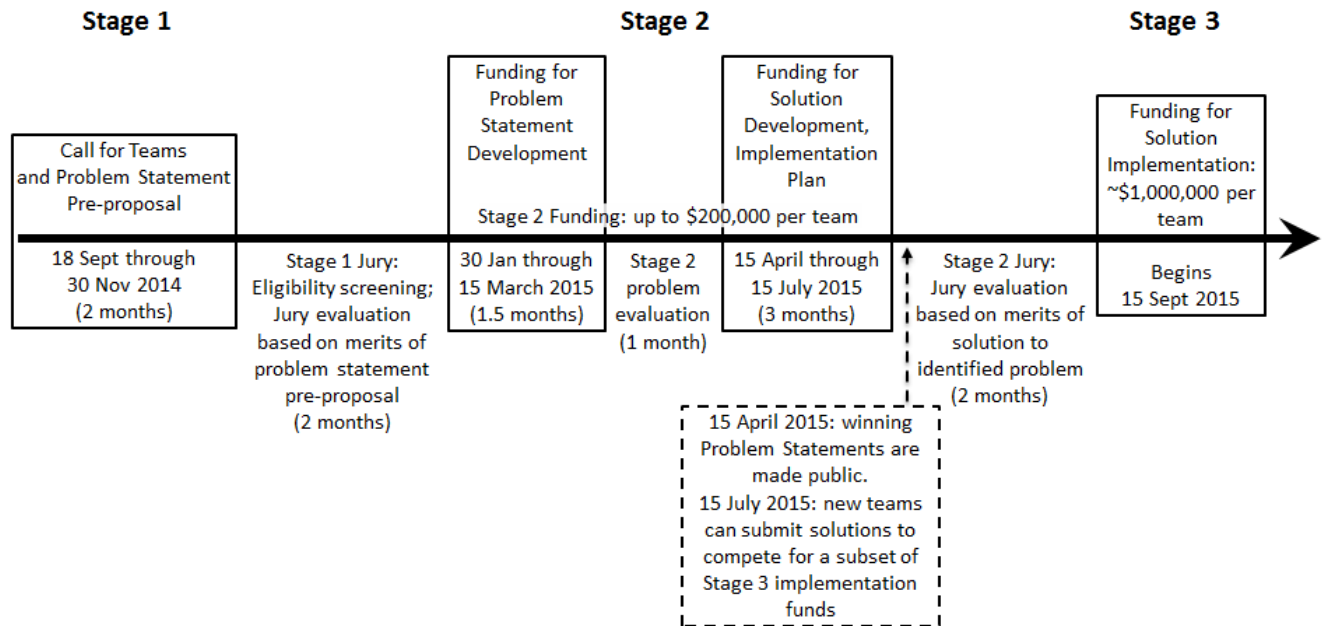 Stage 1
Stage 2
Stage 3
Call for Teams
and Problem Statement
Pre-proposal
18 Sept through
30 Nov 2014
(2 months)
Stage 1 Jury:
Eligibility screening;
Jury evaluation
based on merits of
problem statement
pre-proposal
(2 months)
Funding for
Problem
Statement
Development
Stage 2 Funding: up to $200,000 per team
30 Jan through
15 March 2015
(1.5 months)
Stage 2
problem
evaluation
(1 month)
Funding for
Solution
Development,
Implementation
Plan
15 April through
15 July 2015
(3 months)
15 April 2015: winning
Problem Statements are
made public.
15 July 2015: new teams
can submit solutions to
compete for a subset of
Stage 3 implementation
funds
Stage 2 Jury:
Jury evaluation
based on merits of
solution to
identified problem
(2 months)
Funding for
Solution
Implementation:
~$1,000,000 per
team
Begins
15 Sept 2015